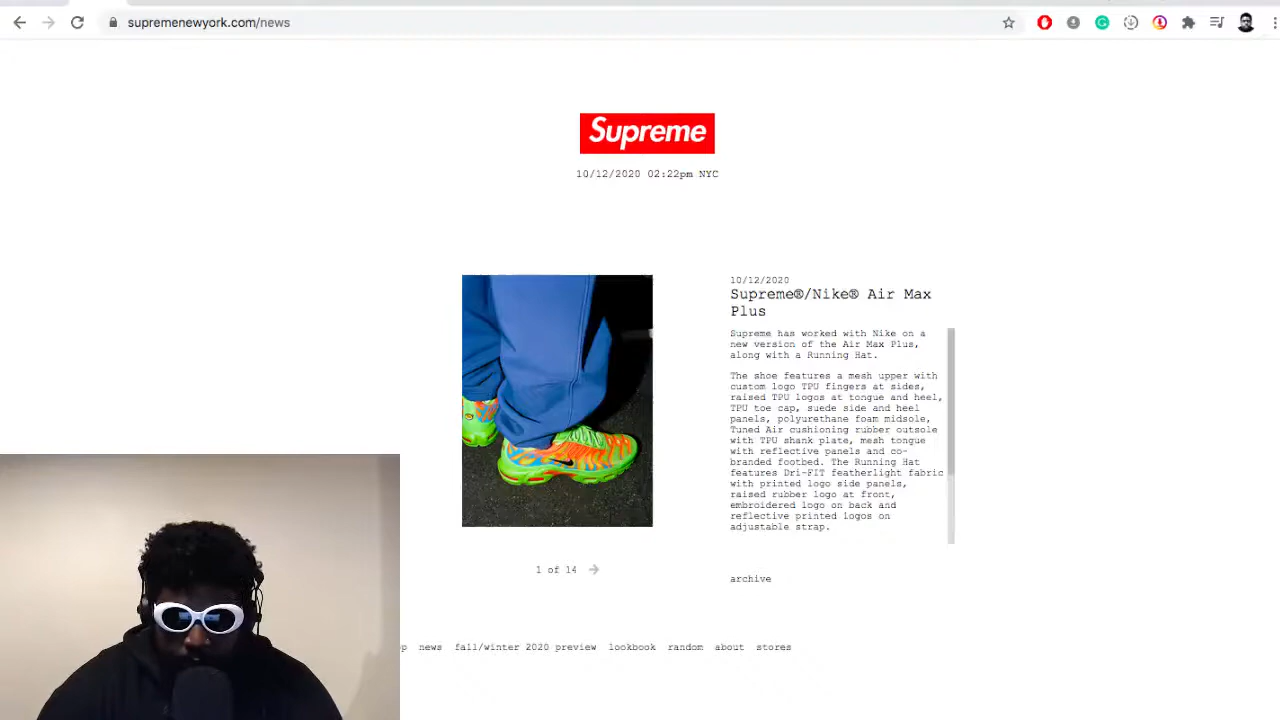 supremenewyork.com/news
Supreme
10/12/2020 02:22pm NYC
10/12/2020
Supreme®/Nike® Air Max
Plus
Supreme has worked with Nike on a
new version of the Air Max Plus,
along with a Running Hat.
The shoe features a mesh upper with
custom logo TPU fingers at sides,
raised TPU logos at tongue and heel,
TPU toe cap, suede side and heel
panels, polyurethane foam midsole,
Tuned Air cushioning rubber outsole
with TPU shank plate, mesh tongue
with reflective panels and co-
branded footbed. The Running Hat
features Dri-FIT featherlight fabric
with printed logo side panels,
raised rubber logo at front,
embroidered logo on back and
reflective printed logos on
adjustable strap.
1 of 14
archive
news fall/winter 2020 preview lookbook random about stores